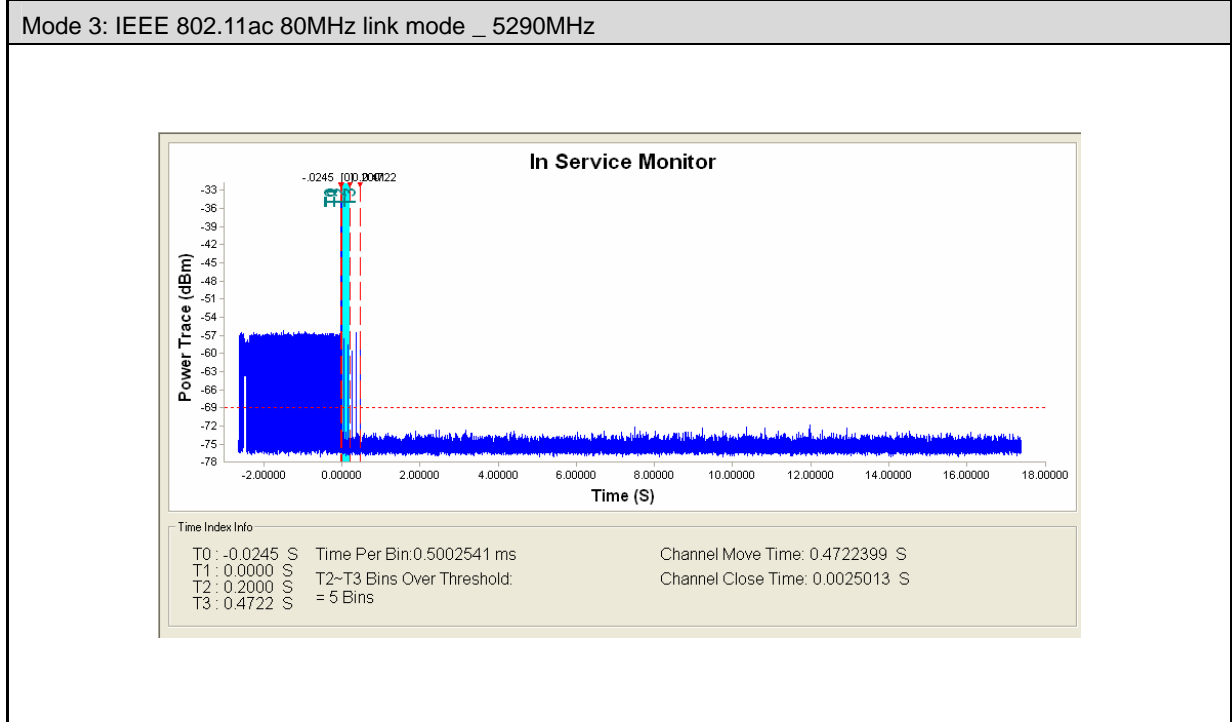 Mode 3: IEEE 802.11ac 80MHz link mode _ 5290MHz
In Service Monitor
-.0245
Power Trace (dBm)
-33
-36
-39
-42
-45
-48
-51
-54
-57
-60
-63
-66
-69
-72
-75
-78
-2.00000 0.00000 2.00000 4.00000 6.00000 8.00000 10.00000 12.00000 14.00000 16.00000 18.00000
Time (S)
Time Index Info
T0 : -0.0245 S
T1 : 0.0000 S
T2 : 0.2000 S
T3 : 0.4722 S
Time Per Bin:0.5002541 ms
T2~T3 Bins Over Threshold:
= 5 Bins
Channel Move Time: 0.4722399 S
Channel Close Time: 0.0025013 S